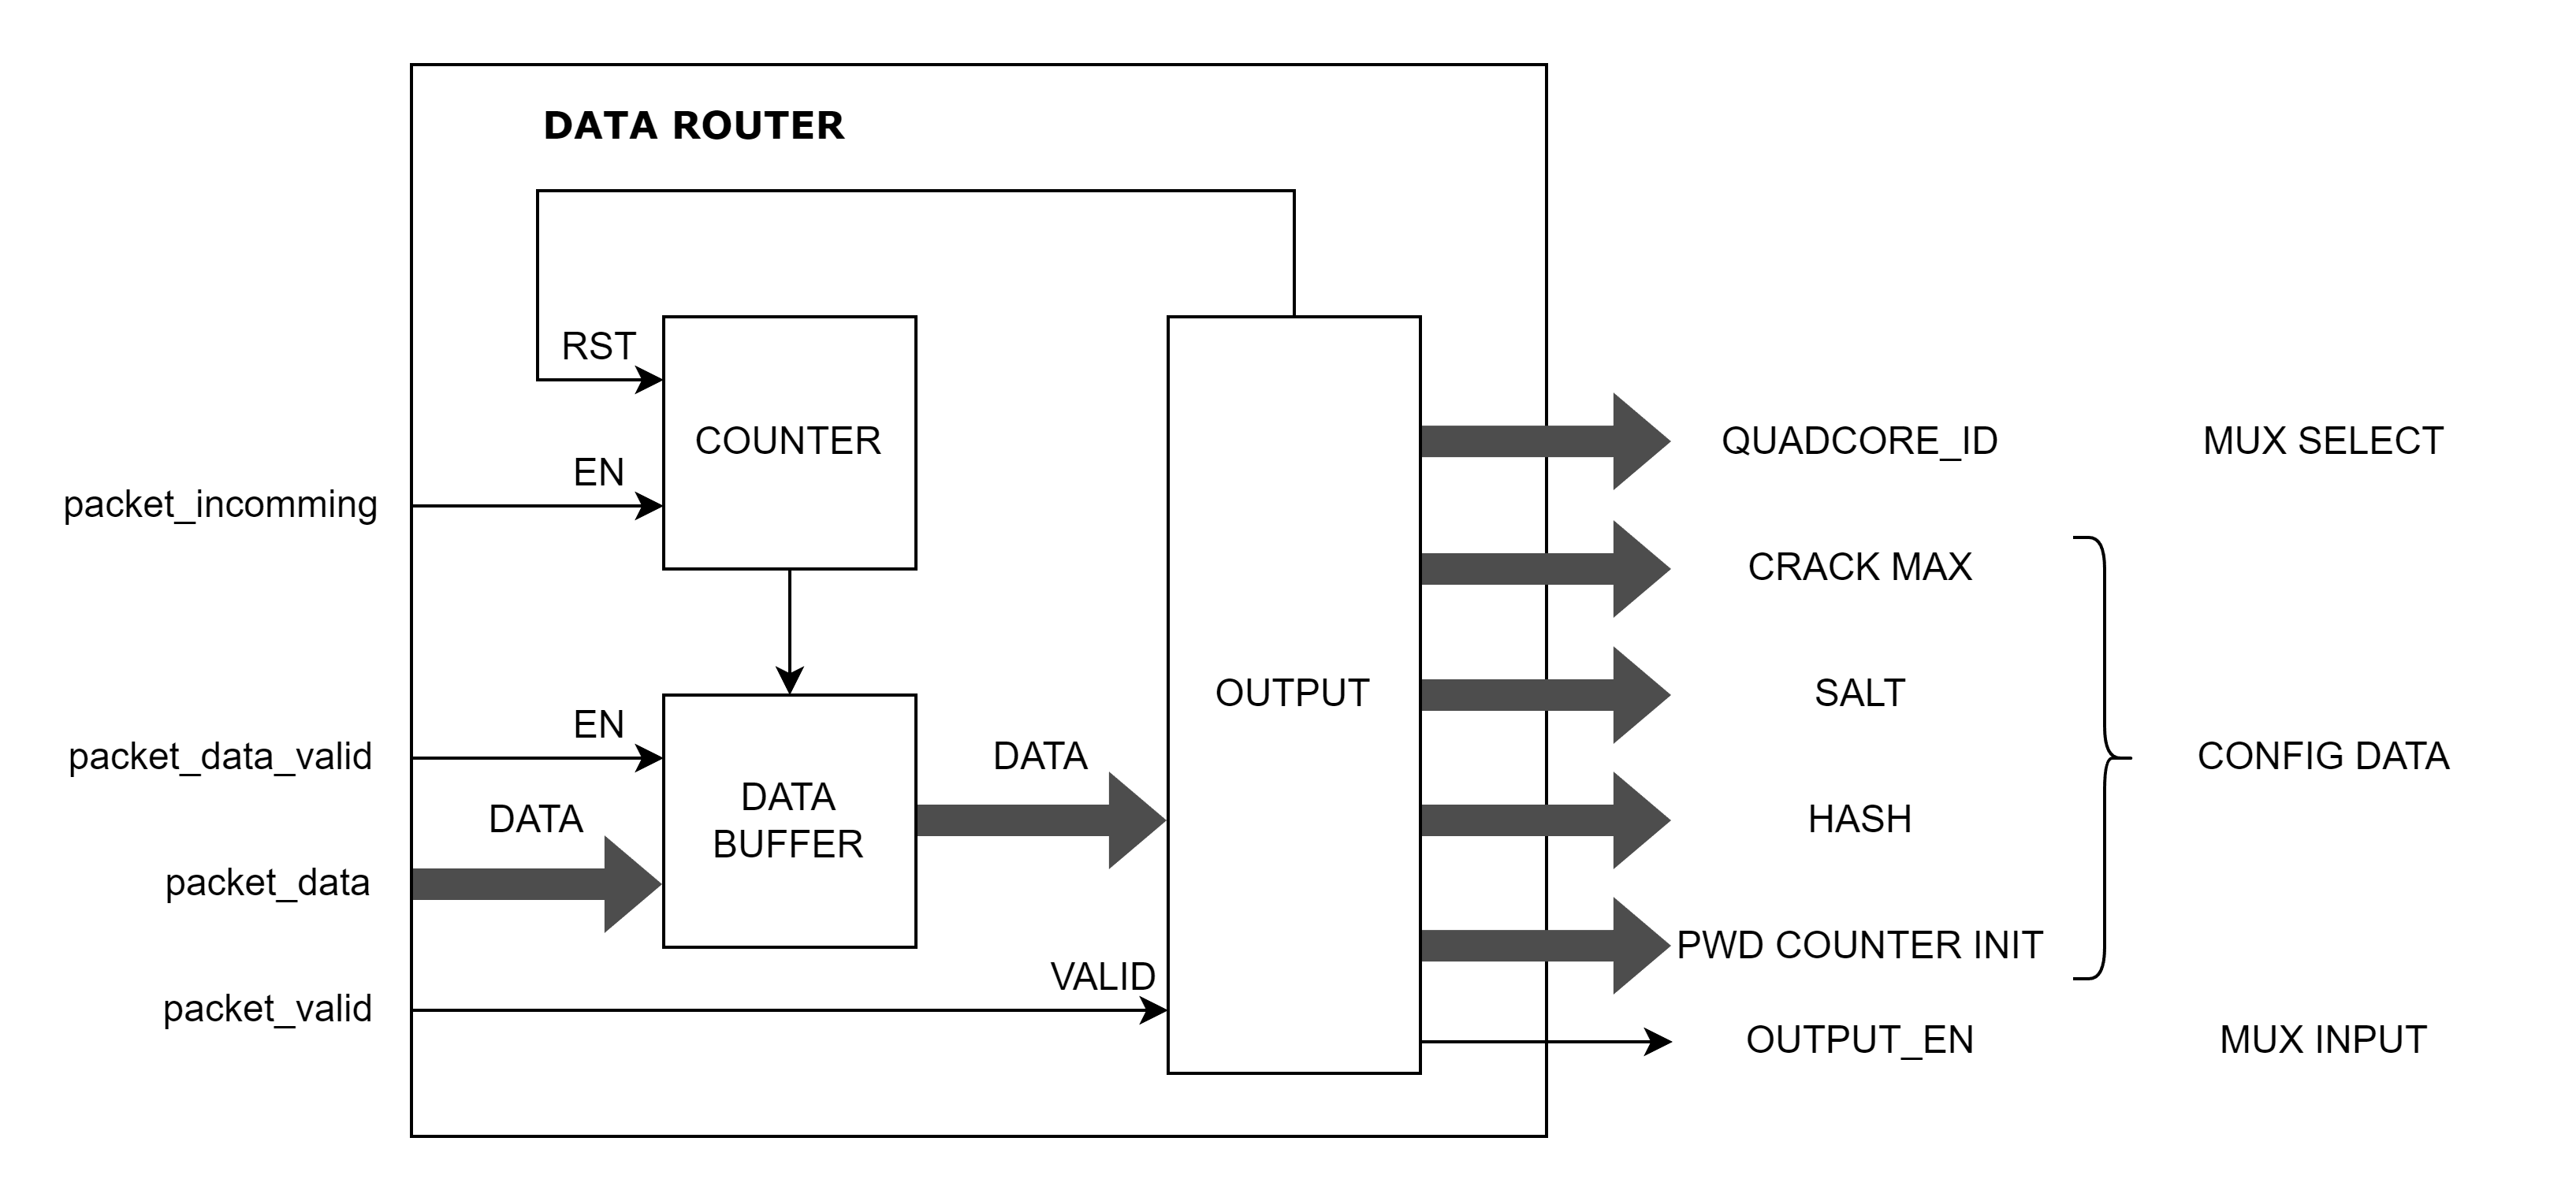 DATA ROUTER
RST
COUNTER
QUADCORE_ID
MUX SELECT
EN
packet_incomming
CRACK MAX
OUTPUT
SALT
EN
packet_data_valid
DATA
CONFIG DATA
DATA
BUFFER
DATA
HASH
packet_data
PWD COUNTER INIT
VALID
packet_valid
OUTPUT_EN
MUX INPUT